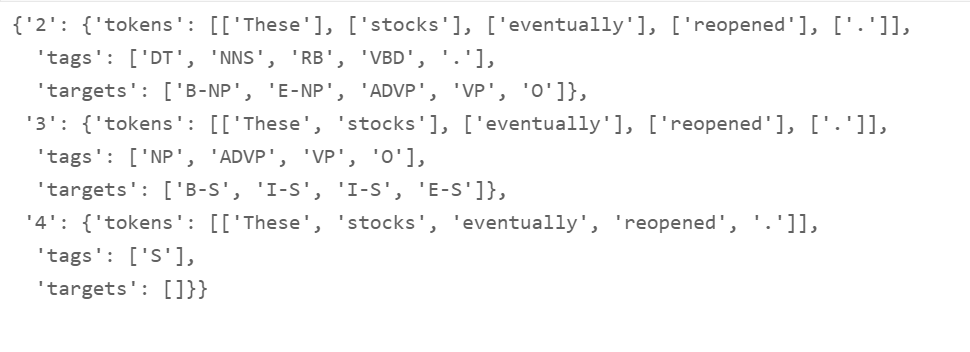 {'2': {'tokens': [['These'], ['stocks'], ['eventually'], ['reopened'], ['.']],
'tags': ['DT', 'NNS', 'RB', 'VBD', '.'],
'targets': ['B-NP', 'E-NP', 'ADVP', 'VP', 'O']},
'3': {'tokens': [['These', 'stocks'], ['eventually'], ['reopened'], ['.']],
'tags': ['NP', 'ADVP', 'VP', 'O'],
'targets': ['B-S', 'I-S', 'I-S', 'E-S']},
'4': {'tokens': [['These', 'stocks', 'eventually', 'reopened', '.']],
'tags': ['S'],
'targets': []}}